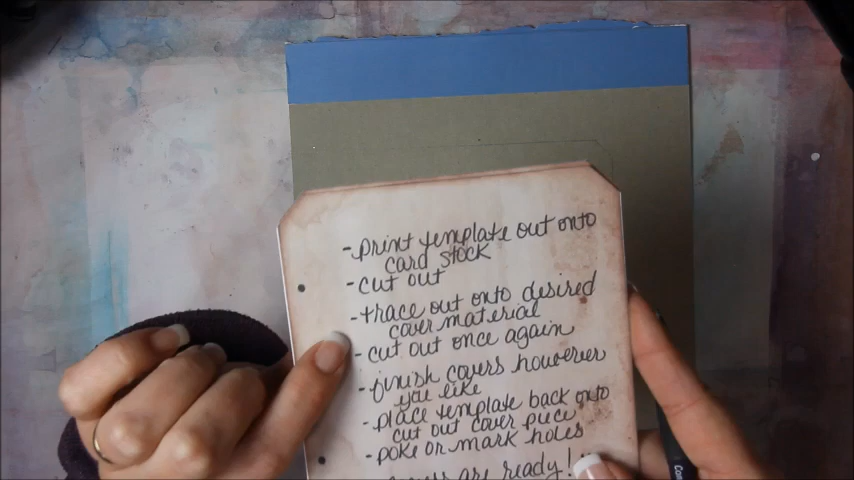 - print template out onto
card stock
- cut out
- trace out onto desired
cover material
- cut out once again
- finish covers however
you like
- place template back onto
cut out cover piece
- poke or mark holes
are ready!